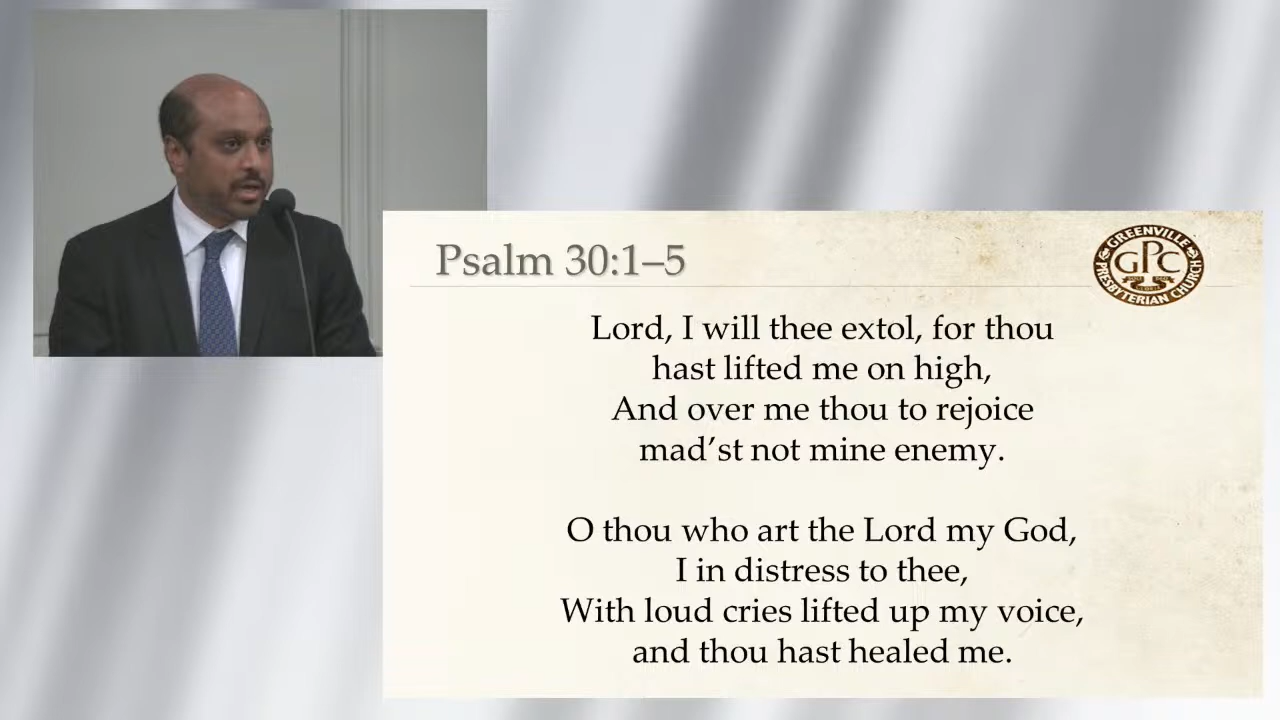 Psalm 30:1–5
GREENVILLE
GPC
PRESBYTERIAN CHURCH
Lord, I will thee extol, for thou
hast lifted me on high,
And over me thou to rejoice
mad’st not mine enemy.
O thou who art the Lord my God,
I in distress to thee,
With loud cries lifted up my voice,
and thou hast healed me.